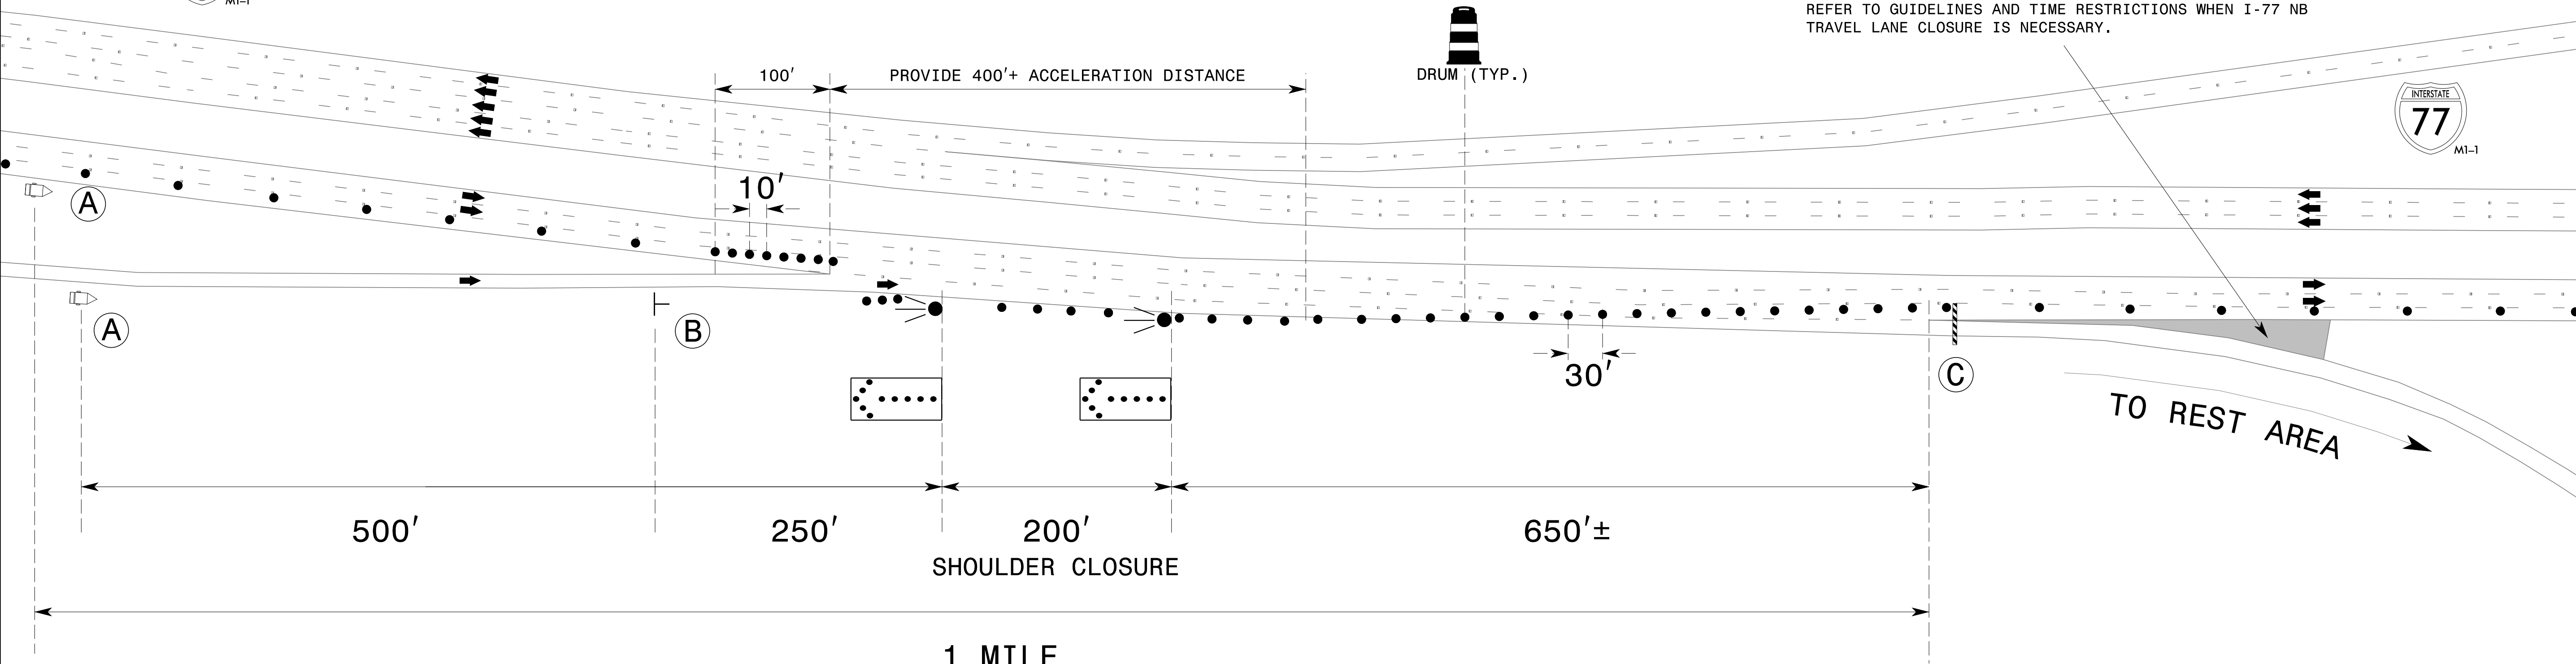 M1-1
REFER TO GUIDELINES AND TIME RESTRICTIONS WHEN I-77 NB
TRAVEL LANE CLOSURE IS NECESSARY.
100' PROVIDE 400'+ ACCELERATION DISTANCE
DRUM (TYP.)
INTERSTATE
77
M1-1
10'
A
A
B
30'
C
TO REST AREA
500' 250' 200' 650'±
SHOULDER CLOSURE
1 MILE